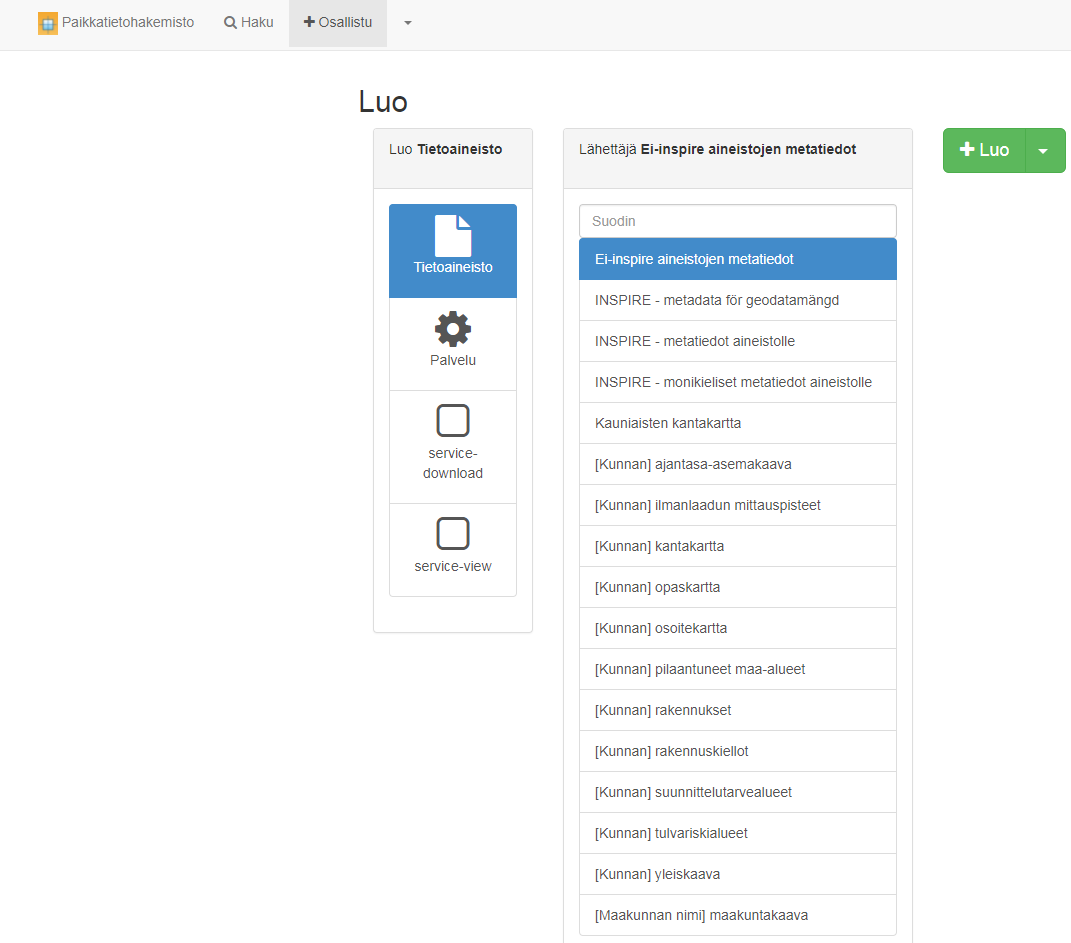 Paikkatietohakemisto Haku Osallistu
Luo
Luo Tietoaineisto
Tietoaineisto
Palvelu
service-
download
service-view
Lähettäjä Ei-inspire aineistojen metatiedot
Suodin
Ei-inspire aineistojen metatiedot
INSPIRE - metadata för geodatamängd
INSPIRE - metatiedot aineistolle
INSPIRE - monikieliset metatiedot aineistolle
Kauniaisten kantakartta
[Kunnan] ajantasa-asemakaava
[Kunnan] ilmanlaadun mittauspisteet
[Kunnan] kantakartta
[Kunnan] opaskartta
[Kunnan] osoitekartta
[Kunnan] pilaantuneet maa-alueet
[Kunnan] rakennukset
[Kunnan] rakennuskiellot
[Kunnan] suunnittelutarvealueet
[Kunnan] tulvariskialueet
[Kunnan] yleiskaava
[Maakunnan nimi] maakuntakaava
Luo